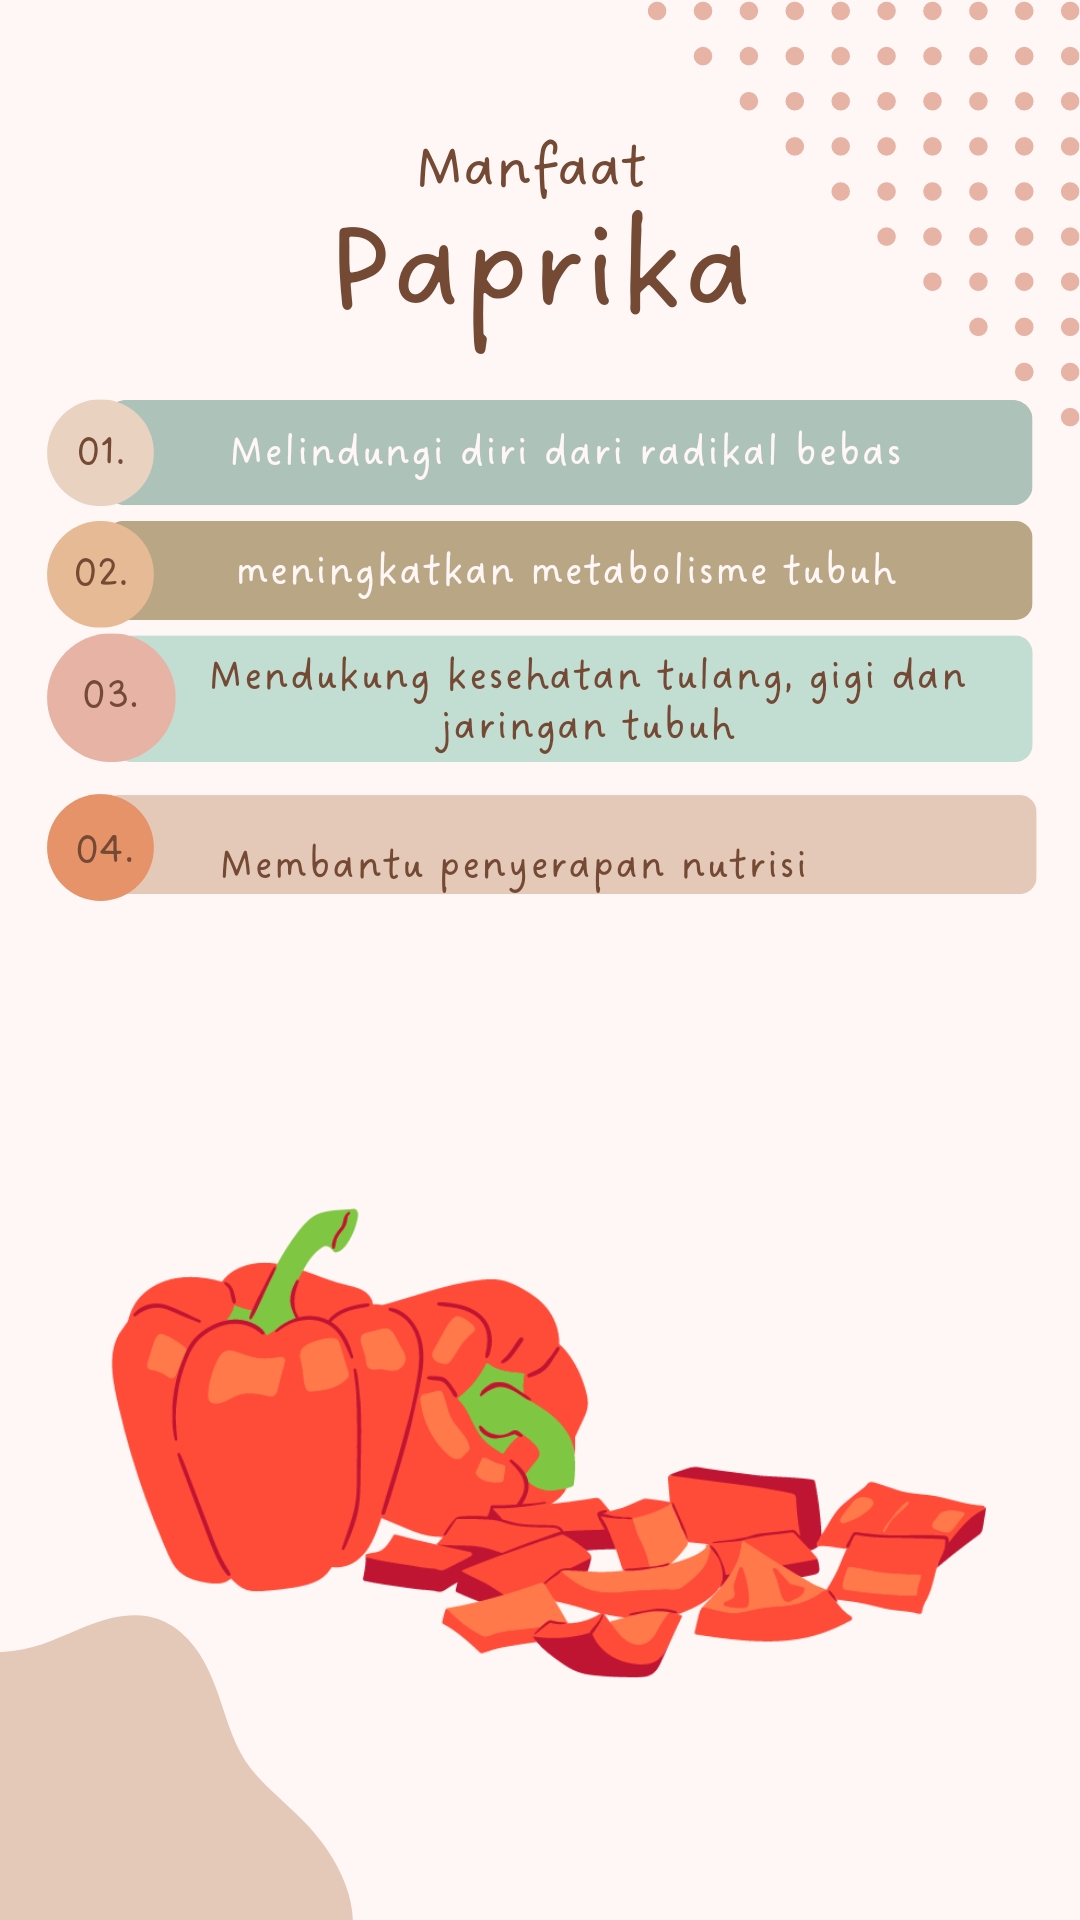 Manfaat
Paprika
01. Melindungi diri dari radikal bebas
02. meningkatkan metabolisme tubuh
03. Mendukung kesehatan tulang, gigi dan
jaringan tubuh
04. Membantu penyerapan nutrisi